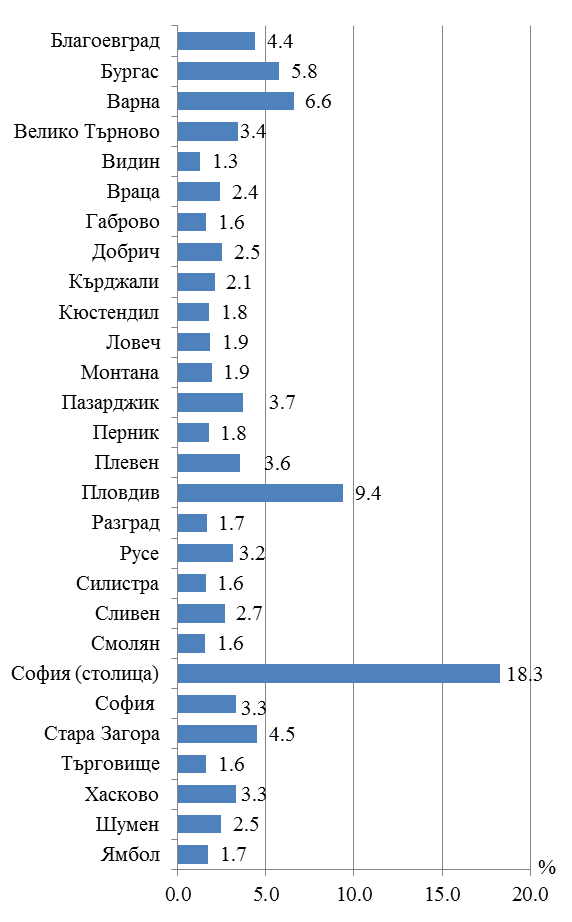 Благоевград 4.4
Бургас 5.8
Варна 6.6
Велико Търново 3.4
Видин 1.3
Враца 2.4
Габрово 1.6
Добрич 2.5
Кърджали 2.1
Кюстендил 1.8
Ловеч 1.9
Монтана 1.9
Пазарджик 3.7
Перник 1.8
Плевен 3.6
Пловдив 9.4
Разград 1.7
Русе 3.2
Силистра 1.6
Сливен 2.7
Смолян 1.6
София (столица) 18.3
София 3.3
Стара Загора 4.5
Търговище 1.6
Хасково 3.3
Шумен 2.5
Ямбол 1.7
%
0.0 5.0 10.0 15.0 20.0